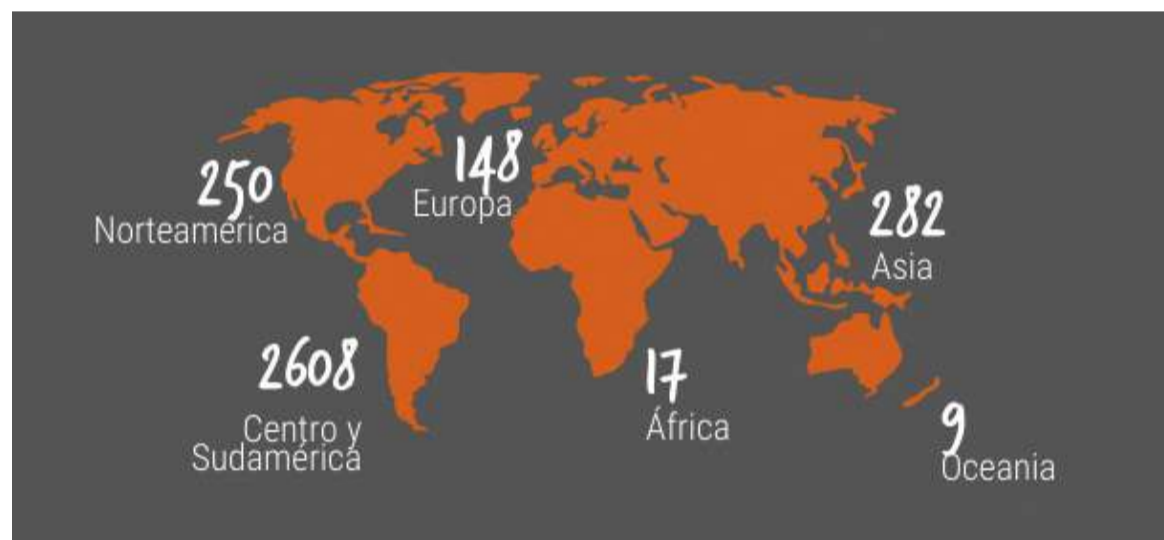 148
Europa
250
Norteamérica
282
Asia
2608
Centro y
Sudamérica
17
África
9
Oceania